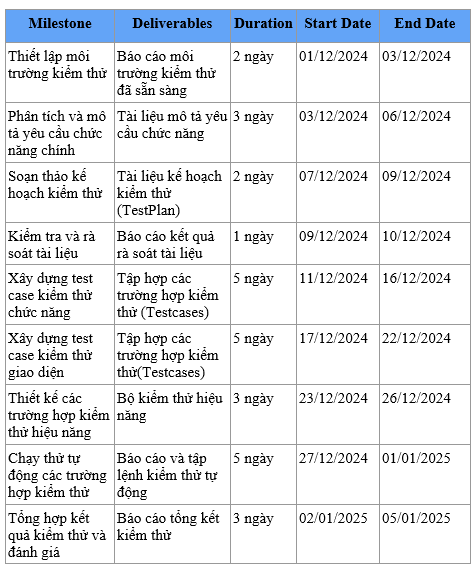 Milestone Deliverables Duration Start Date End Date
Thiết lập môi Báo cáo môi 2 ngày 01/12/2024 03/12/2024
trường kiểm thử trường kiểm thử
đã sẵn sàng
Phân tích và mô Tài liệu mô tả yêu 3 ngày 03/12/2024 06/12/2024
tả yêu cầu chức cầu chức năng
năng chính
Soạn thảo kế Tài liệu kế hoạch 2 ngày 07/12/2024 09/12/2024
hoạch kiểm thử kiểm thử
(TestPlan)
Kiểm tra và rà Báo cáo kết quả 1 ngày 09/12/2024 10/12/2024
soát tài liệu rà soát tài liệu
Xây dựng test Tập hợp các 5 ngày 11/12/2024 16/12/2024
case kiểm thử trường hợp kiểm
chức năng thử (Testcases)
Xây dựng test Tập hợp các 5 ngày 17/12/2024 22/12/2024
case kiểm thử trường hợp kiểm
giao diện thử(Testcases)
Thiết kế các Bộ kiểm thử hiệu 3 ngày 23/12/2024 26/12/2024
trường hợp kiểm năng
thử hiệu năng
Chạy thử tự Báo cáo và tập 5 ngày 27/12/2024 01/01/2025
động các trường lệnh kiểm thử tự
hợp kiểm thử động
Tổng hợp kết Báo cáo tổng kết 3 ngày 02/01/2025 05/01/2025
quả kiểm thử và kiểm thử
đánh giá